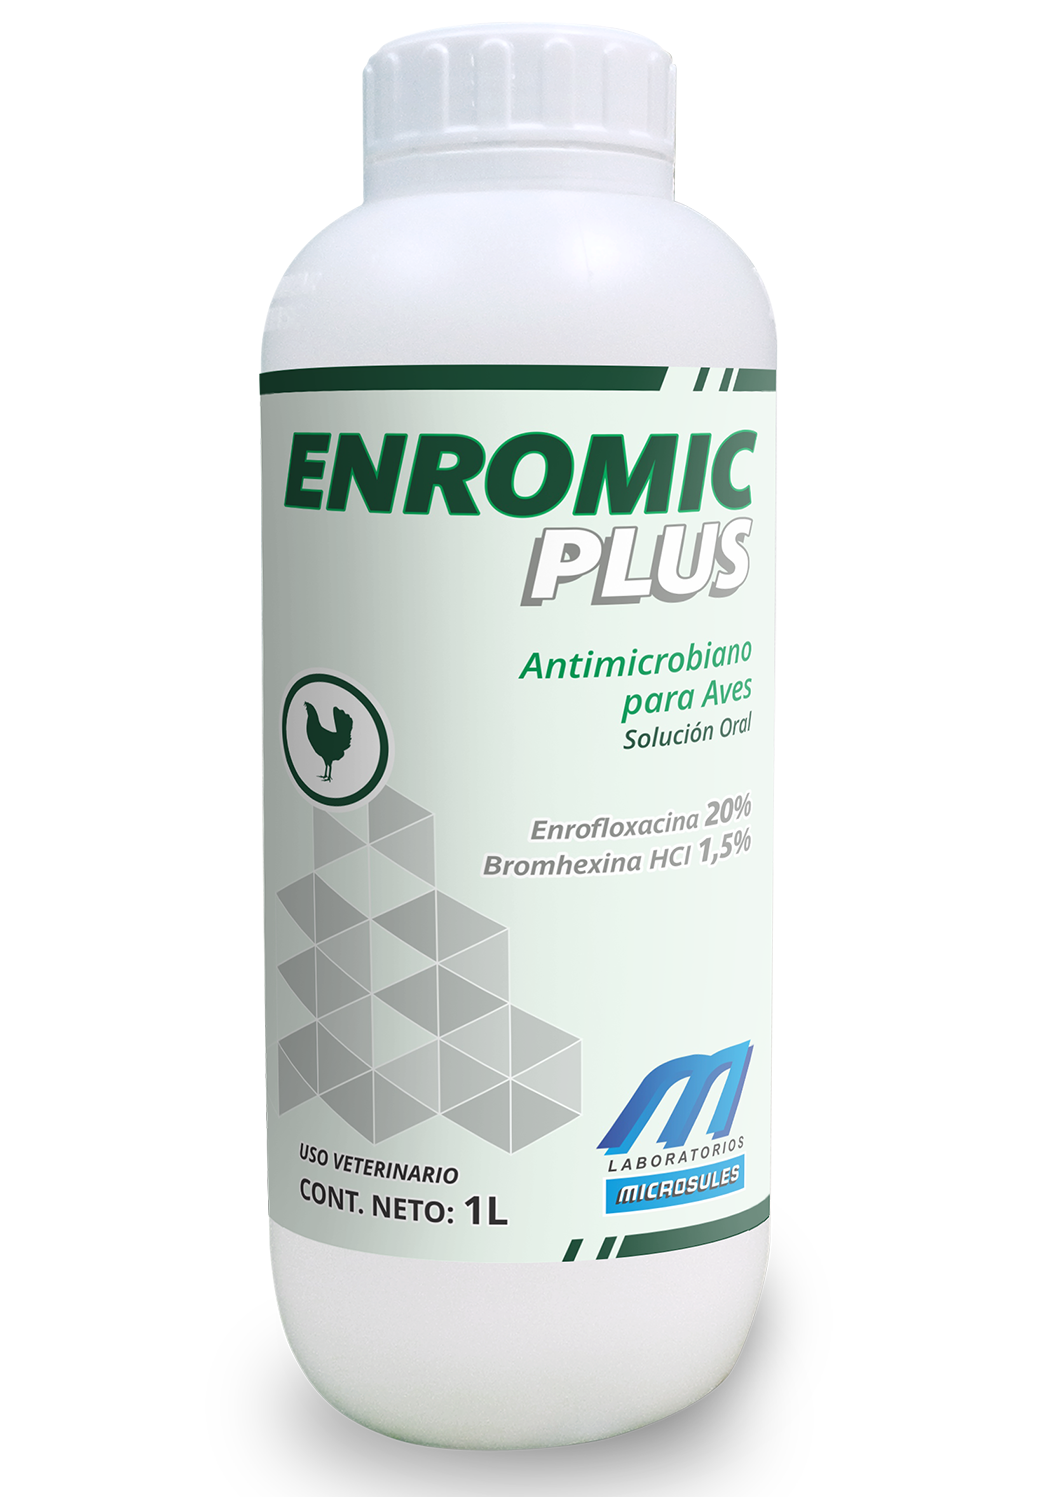 ENROMIC
PLUS
Antimicrobiano
para Aves
Solución Oral
Enrofloxacina 20%
Bromhexina HCl 1,5%
USO VETERINARIO
CONT. NETO: 1L
LABORATORIOS
MICROSULES